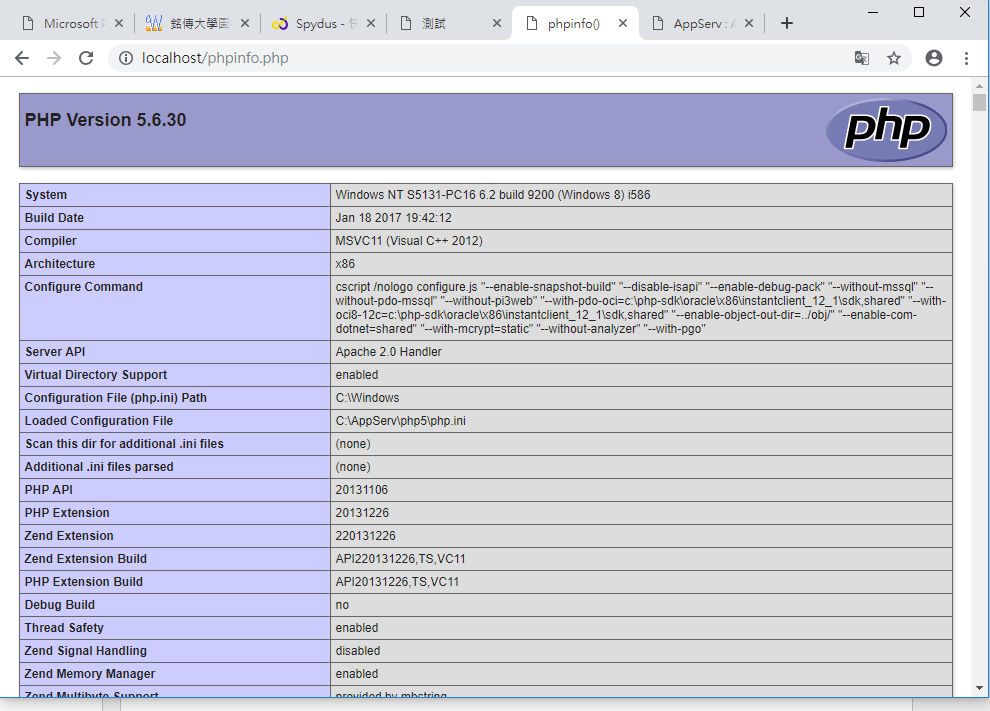 Microsoft
銘傳大學圖
Spydus -
測試
phpinfo()
AppServ :
localhost/phpinfo.php
PHP Version 5.6.30
php
System Windows NT S5131-PC16 6.2 build 9200 (Windows 8) i586
Build Date Jan 18 2017 19:42:12
Compiler MSVC11 (Visual C++ 2012)
Architecture x86
Configure Command cscript /nologo configure.js "--enable-snapshot-build" "--disable-isapi" "--enable-debug-pack" "--without-mssql" "--
without-pdo-mssql" "--without-pi3web" "--with-pdo-oci=c:\php-sdk\oracle\x86\instantclient_12_1\sdk,shared" "--with-
oci8-12c=c:\php-sdk\oracle\x86\instantclient_12_1\sdk,shared" "--enable-object-out-dir=../obj/" "--enable-com-
dotnet=shared" "--with-mcrypt=static" "--without-analyzer" "--with-pgo"
Server API Apache 2.0 Handler
Virtual Directory Support enabled
Configuration File (php.ini) Path C:\Windows
Loaded Configuration File C:\AppServ\php5\php.ini
Scan this dir for additional .ini files (none)
Additional .ini files parsed (none)
PHP API 20131106
PHP Extension 20131226
Zend Extension 220131226
Zend Extension Build API220131226,TS,VC11
PHP Extension Build API20131226,TS,VC11
Debug Build no
Thread Safety enabled
Zend Signal Handling disabled
Zend Memory Manager enabled
Zend Multibyte Support provided by mbstring